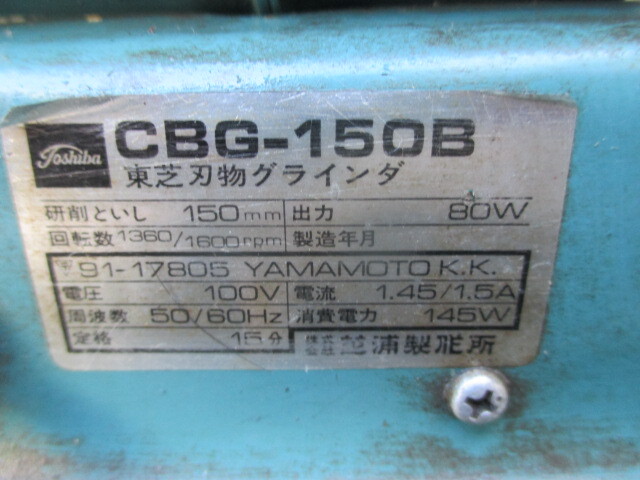 Toshiba
CBG-150B
東芝刃物グラインダ
研削といし 150mm 出力 80W
回転数 1360/1600rpm 製造年月
〒 91-17805 YAMAMOTO K.K.
電圧 100V 電流 1.45/1.5A
周波数 50/60Hz 消費電力 145W
定格 15分 株式会社 芝浦製作所